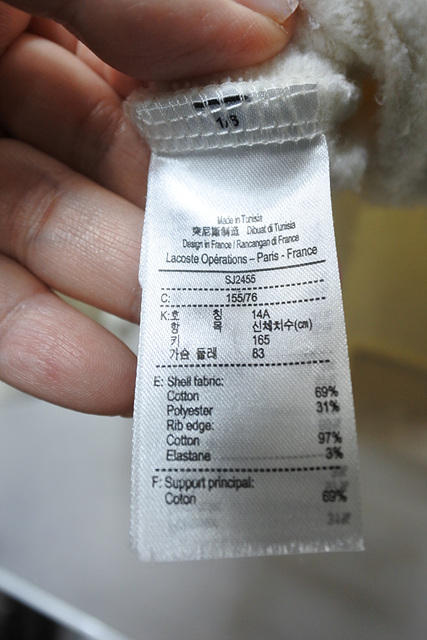 1/8
Made in Tunisia
突尼斯制造 Dibuat di Tunisia
Design in France / Rancangan di France
Lacoste Opérations – Paris - France
SJ2455
C: 155/76
K: 호 칭 14A
항 목 신체치수(cm)
키 165
가슴 둘레 83
E: Shell fabric:
Cotton 69%
Polyester 31%
Rib edge:
Cotton 97%
Elastane 3%
F: Support principal:
Coton 69%